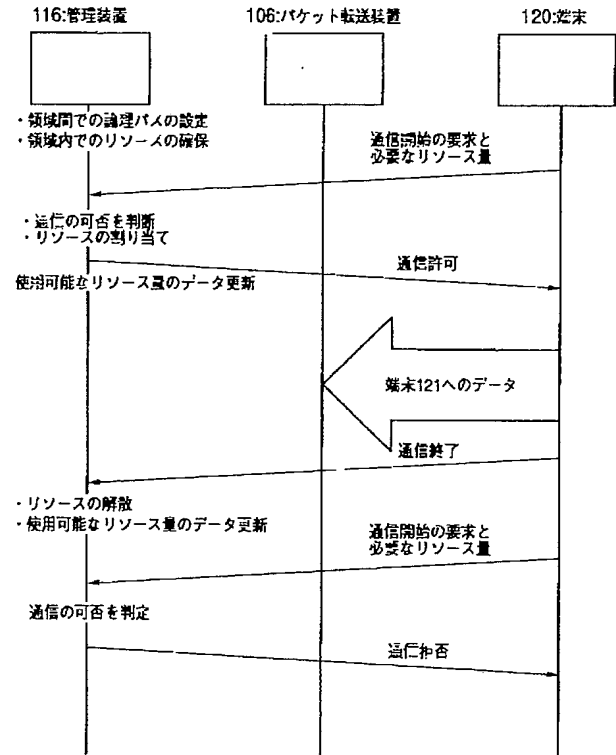 116:管理装置
106:パケット転送装置
120:端末
・領域間での論理パスの設定
・領域内でのリソースの確保
通信開始の要求と
必要なリソース量
・通信の可否を判断
・リソースの割り当て
通信許可
使用可能なリソース量のデータ更新
端末121へのデータ
通信終了
・リソースの解散
・使用可能なリソース量のデータ更新
通信開始の要求と
必要なリソース量
通信の可否を判定
通信拒否